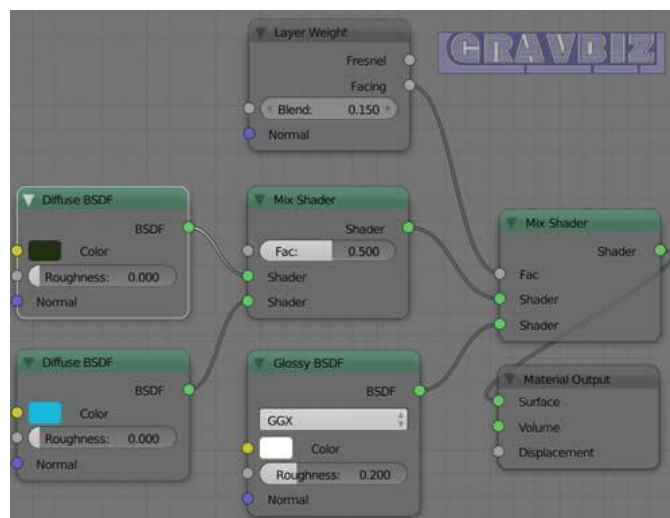 Layer Weight
GRAVBIZ
Fresnel
Facing
Blend: 0.150
Normal
Diffuse BSDF
BSDF
Color
Roughness: 0.000
Normal
Mix Shader
Shader
Fac: 0.500
Shader
Shader
Mix Shader
Shader
Fac
Shader
Shader
Diffuse BSDF
BSDF
Color
Roughness: 0.000
Normal
Glossy BSDF
BSDF
GGX
Color
Roughness: 0.200
Normal
Material Output
Surface
Volume
Displacement